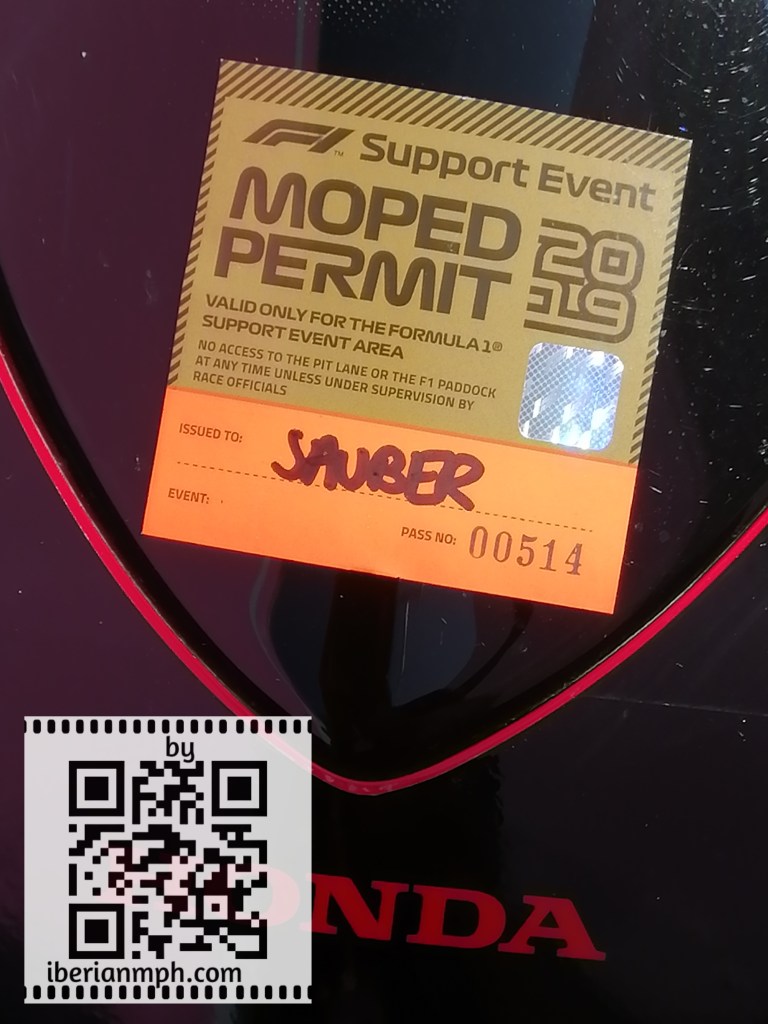 F1™ Support Event
MOPED
PERMIT
20
19
VALID ONLY FOR THE FORMULA 1®
SUPPORT EVENT AREA
NO ACCESS TO THE PIT LANE OR THE F1 PADDOCK
AT ANY TIME UNLESS UNDER SUPERVISION BY
RACE OFFICIALS
ISSUED TO: SAUBER
EVENT:
PASS NO: 00514
HONDA
by
iberianmph.com